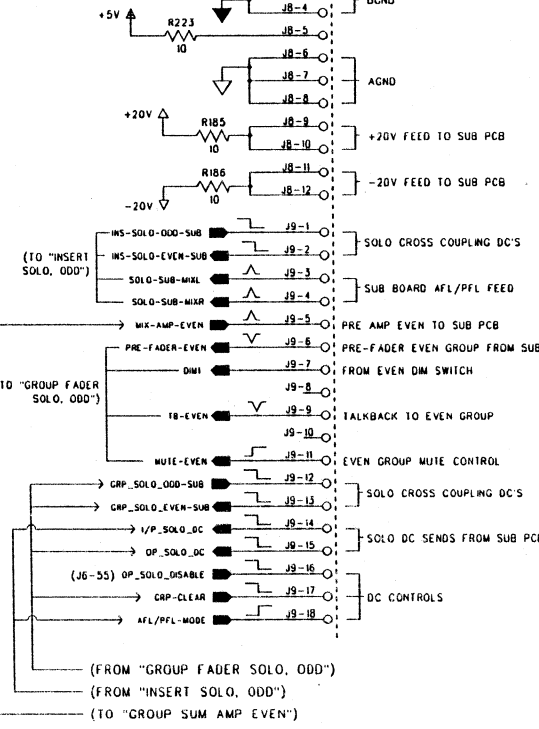 DGND
J8-4
+5V
R223
10
J8-5
J8-6
J8-7
J8-8
AGND
+20V
R185
10
J8-9
J8-10
+20V FEED TO SUB PCB
R186
10
-20V
J8-11
J8-12
-20V FEED TO SUB PCB
INS-SOLO-ODD-SUB J9-1
INS-SOLO-EVEN-SUB J9-2
SOLO CROSS COUPLING DC'S
(TO "INSERT
SOLO, ODD")
SOLO-SUB-MIXL J9-3
SOLO-SUB-MIXR J9-4
SUB BOARD AFL/PFL FEED
MIX-AMP-EVEN J9-5 PRE AMP EVEN TO SUB PCB
PRE-FADER-EVEN J9-6 PRE-FADER EVEN GROUP FROM SUB
DIM1 J9-7 FROM EVEN DIM SWITCH
TO "GROUP FADER
SOLO, ODD")
J9-8
TB-EVEN J9-9 TALKBACK TO EVEN GROUP
J9-10
MUTE-EVEN J9-11 EVEN GROUP MUTE CONTROL
GRP_SOLO_ODD-SUB J9-12
GRP_SOLO_EVEN-SUB J9-13
SOLO CROSS COUPLING DC'S
I/P_SOLO_DC J9-14
OP_SOLO_DC J9-15
SOLO DC SENDS FROM SUB PCB
(J6-55) OP_SOLO_DISABLE J9-16
GRP-CLEAR J9-17
AFL/PFL-MODE J9-18
DC CONTROLS
(FROM "GROUP FADER SOLO, ODD")
(FROM "INSERT SOLO, ODD")
(TO "GROUP SUM AMP EVEN")